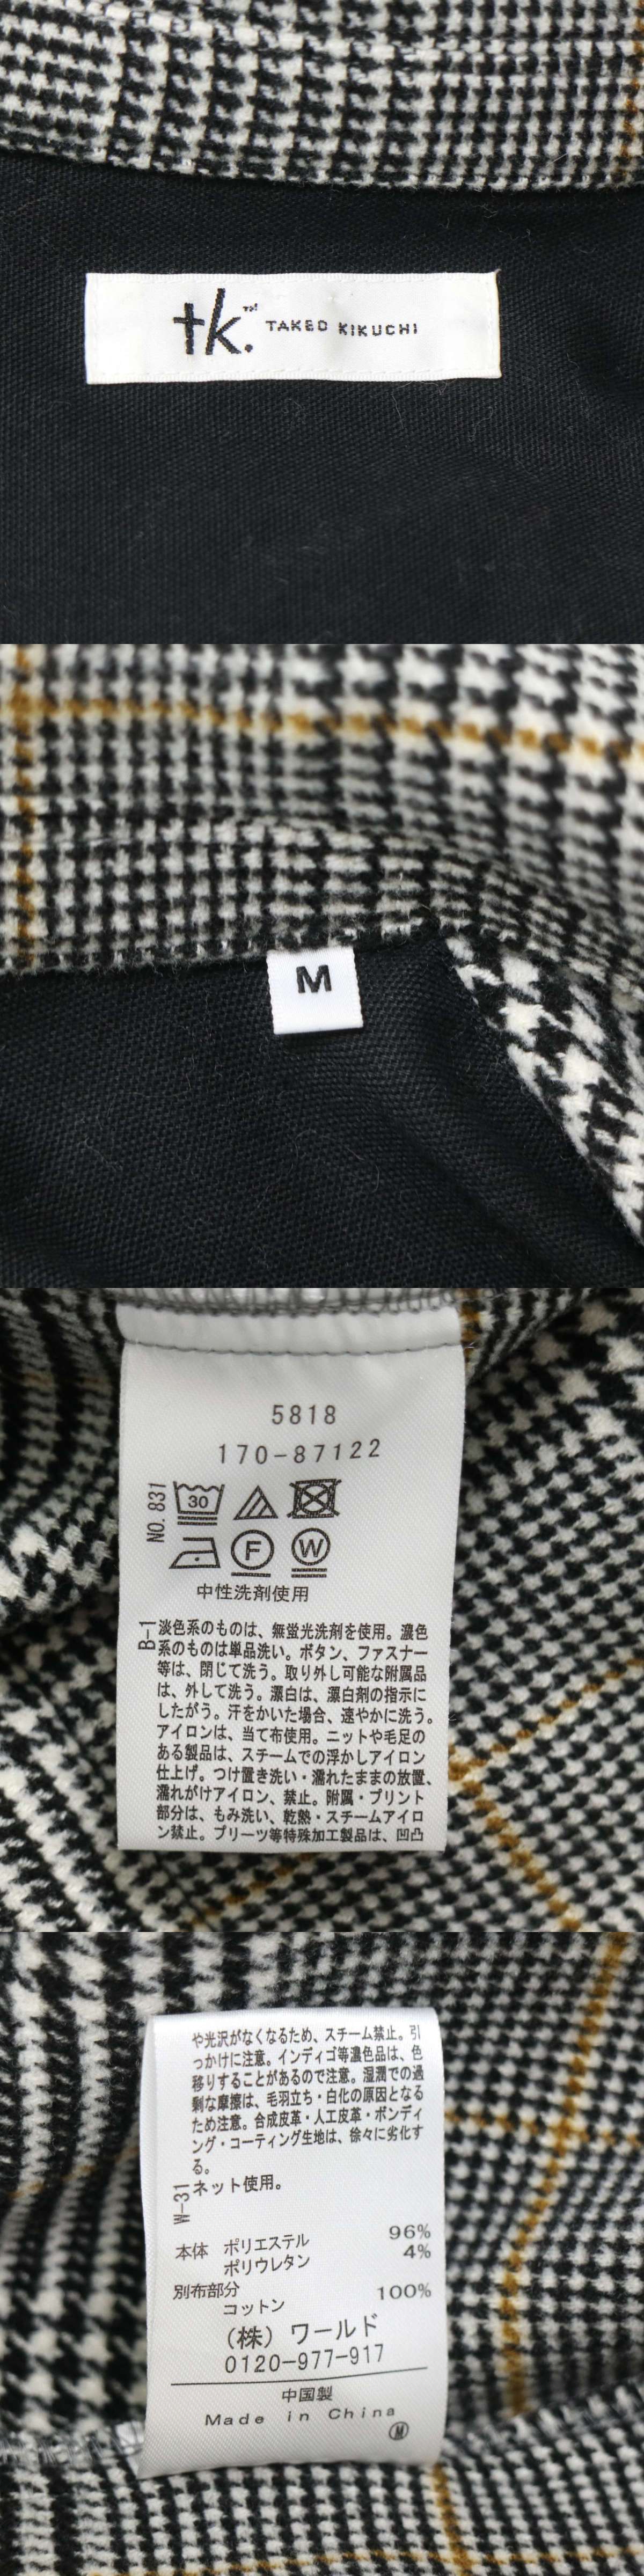 tk.™ TAKEO KIKUCHI
M
5818
170-87122
NO.831
30
F W
中性洗剤使用
B-1
淡色系のものは、無蛍光洗剤を使用。濃色
系のものは単品洗い。ボタン、ファスナー
等は、閉じて洗う。取り外し可能な附属品
は、外して洗う。漂白は、漂白剤の指示に
したがう。汗をかいた場合、速やかに洗う。
アイロンは、当て布使用。ニットや毛足の
ある製品は、スチームでの浮かしアイロン
仕上げ。つけ置き洗い・濡れたままの放置、
濡れがけアイロン、禁止。附属・プリント
部分は、もみ洗い、乾熱・スチームアイロ
ン禁止。プリーツ等特殊加工製品は、凹凸
や光沢がなくなるため、スチーム禁止。引
っかけに注意。インディゴ等濃色品は、色
移りすることがあるので注意。湿潤での過
剰な摩擦は、毛羽立ち・白化の原因となる
ため注意。合成皮革・人工皮革・ボンディ
ング・コーティング生地は、徐々に劣化す
る。
W-31
ネット使用。
本体 ポリエステル 96%
ポリウレタン 4%
別布部分
コットン 100%
（株）ワールド
0120-977-917
中国製
Made in China
M